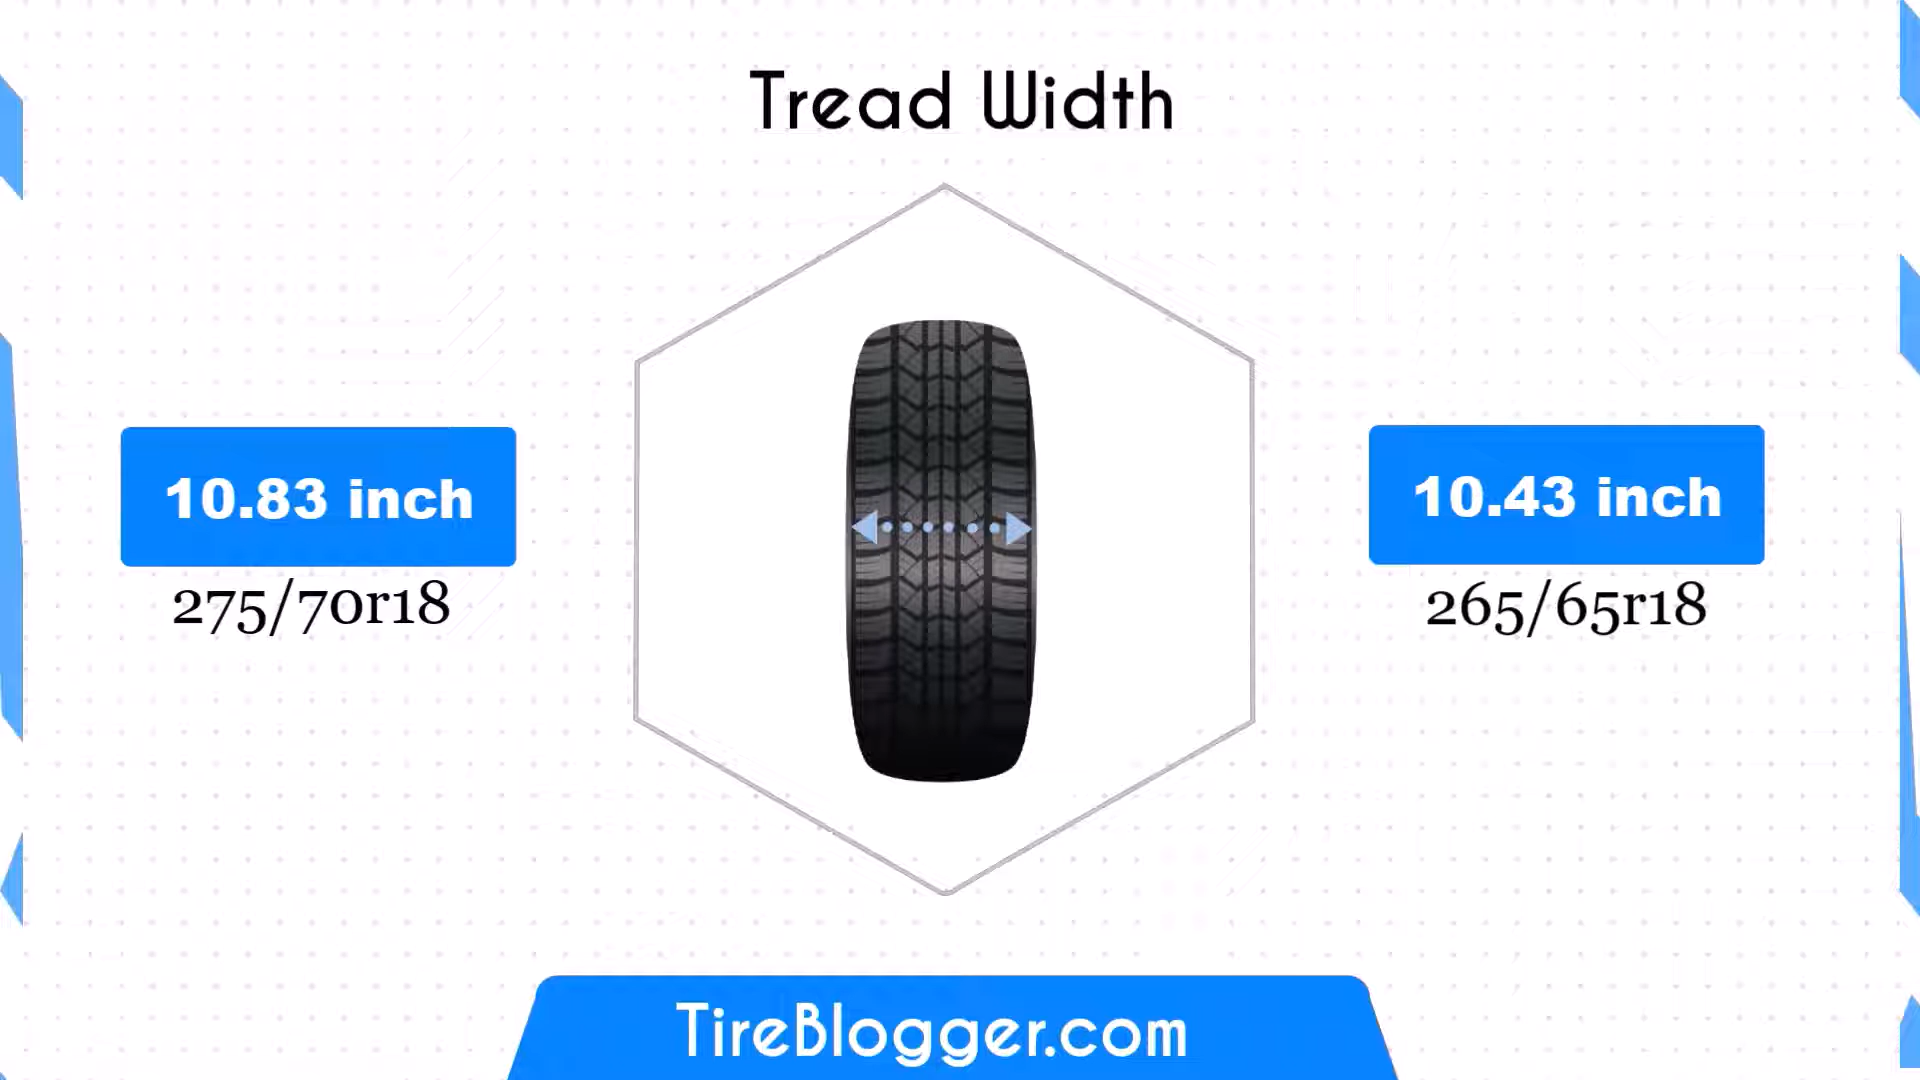 Tread Width
10.83 inch
275/70r18
10.43 inch
265/65r18
TireBlogger.com